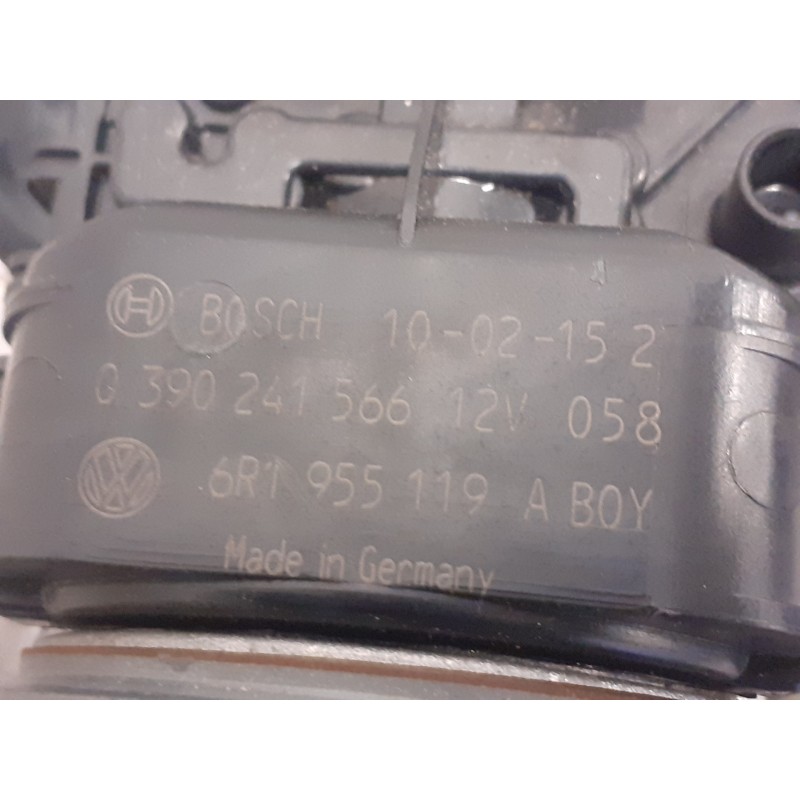 BOSCH 10-02-15 2
0 390 241 566 12V 058
6R1 955 119 A BOY
Made in Germany